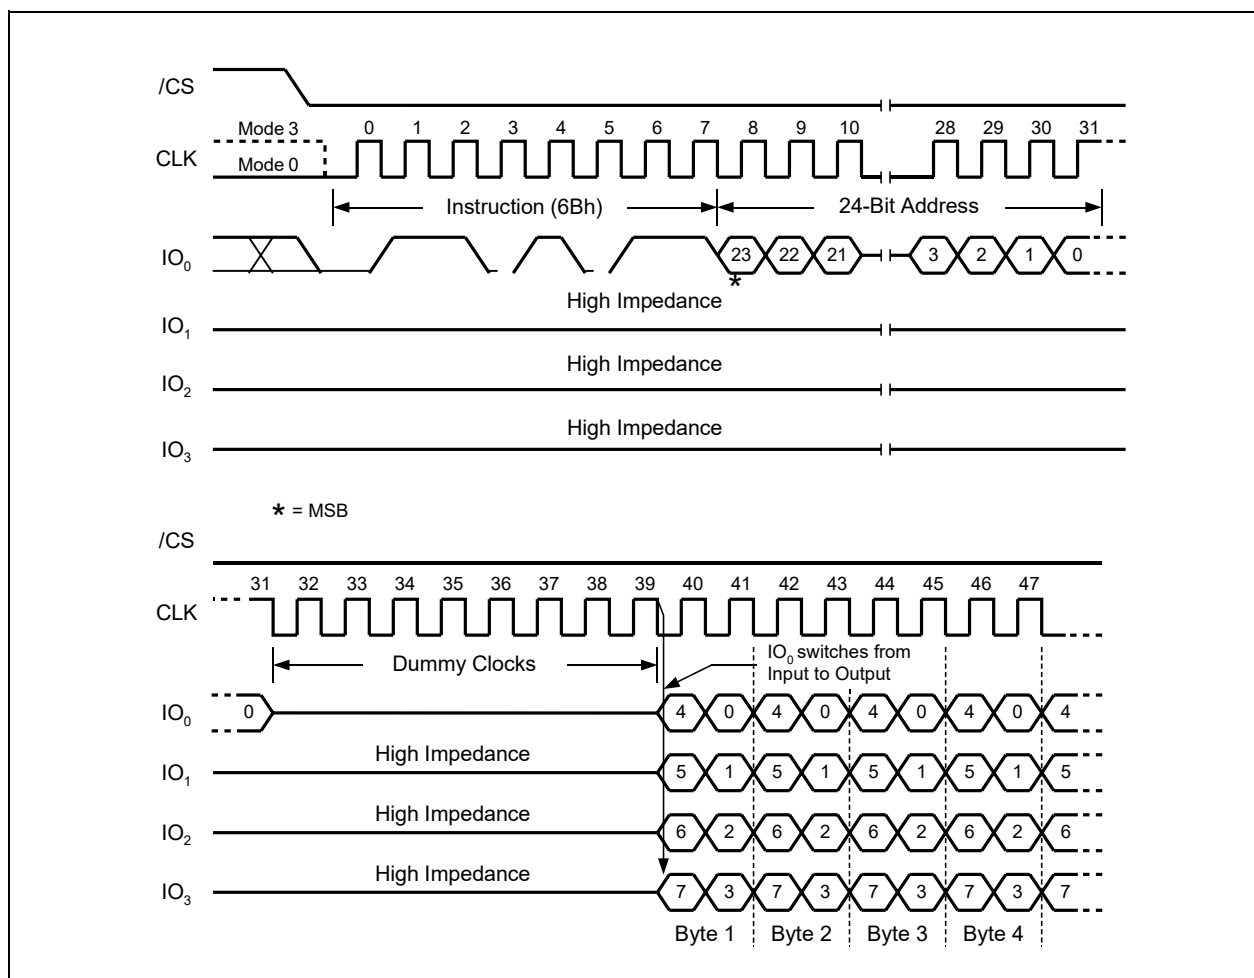 /CS
Mode 3 0 1 2 3 4 5 6 7 8 9 10 28 29 30 31
CLK
Mode 0
Instruction (6Bh) 24-Bit Address
IO0 23 22 21 3 2 1 0
*
High Impedance
IO1
High Impedance
IO2
High Impedance
IO3
* = MSB
/CS
31 32 33 34 35 36 37 38 39 40 41 42 43 44 45 46 47
CLK
Dummy Clocks
IO0 switches from
Input to Output
IO0 0 4 0 4 0 4 0 4 0 4
High Impedance
IO1 5 1 5 1 5 1 5 1 5
High Impedance
IO2 6 2 6 2 6 2 6 2 6
High Impedance
IO3 7 3 7 3 7 3 7 3 7
Byte 1 Byte 2 Byte 3 Byte 4